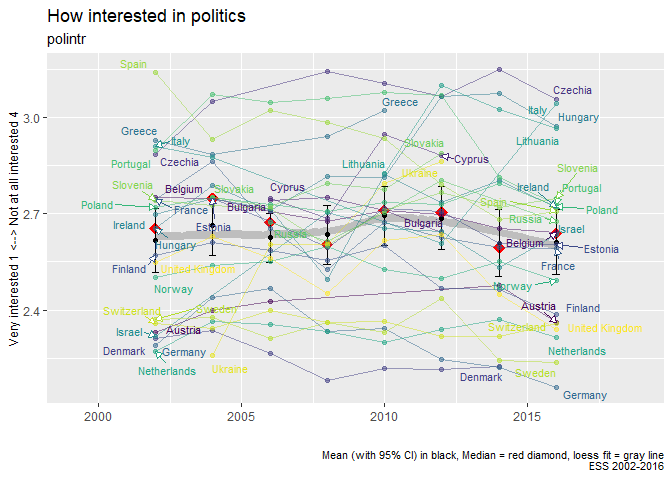 How interested in politics
polintr
Very interested 1 <--> Not at all interested 4
3.0
2.7
2.4
Spain
Greece
Italy
Portugal
Czechia
Slovenia
Belgium
Slovakia
Poland
France
Ireland
Estonia
Hungary
Finland
United Kingdom
Norway
Switzerland
Sweden
Israel
Austria
Denmark
Germany
Netherlands
Ukraine
Cyprus
Bulgaria
Greece
Slovakia
Cyprus
Lithuania
Ukraine
Bulgaria
Czechia
Italy
Hungary
Lithuania
Slovenia
Ireland
Portugal
Spain
Poland
Russia
Israel
Belgium
Estonia
France
Norway
Austria
Finland
Switzerland
United Kingdom
Netherlands
Sweden
Denmark
Germany
2000
2005
2010
2015
Mean (with 95% CI) in black, Median = red diamond, loess fit = gray line
ESS 2002-2016